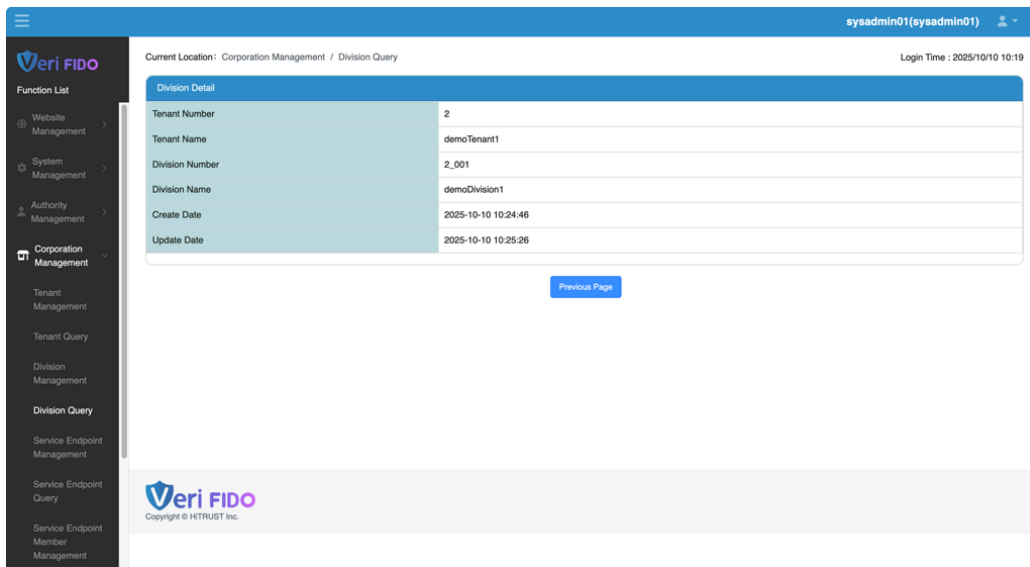 sysadmin01(sysadmin01)
Veri FIDO
Function List
Website
Management
System
Management
Authority
Management
Corporation
Management
Tenant
Management
Tenant Query
Division
Management
Division Query
Service Endpoint
Management
Service Endpoint
Query
Service Endpoint
Member
Management
Current Location: Corporation Management / Division Query
Login Time : 2025/10/10 10:19
Division Detail
Tenant Number 2
Tenant Name demoTenant1
Division Number 2_001
Division Name demoDivision1
Create Date 2025-10-10 10:24:46
Update Date 2025-10-10 10:25:26
Previous Page
Veri FIDO
Copyright © HiTRUST Inc.